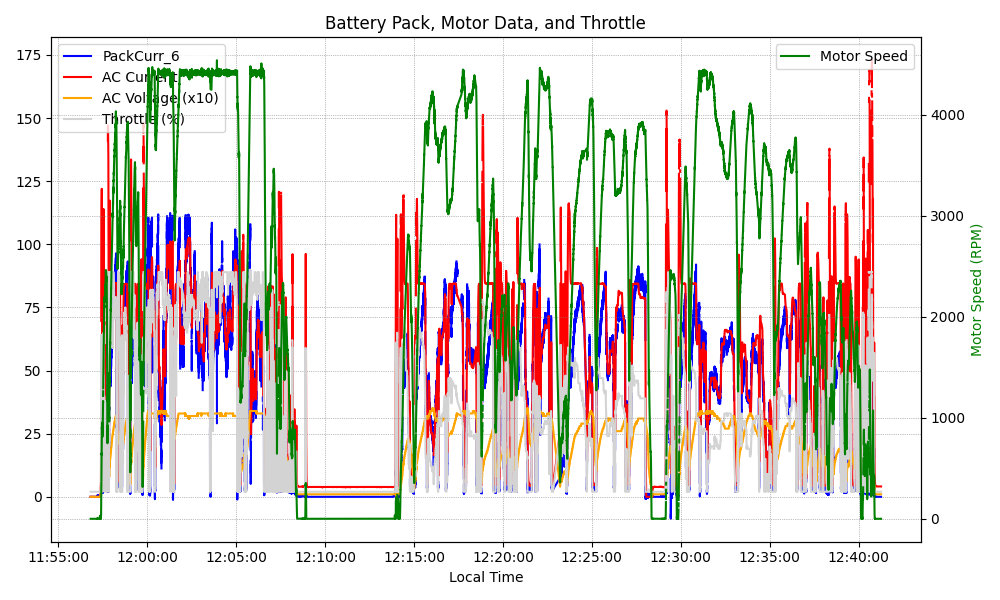 Battery Pack, Motor Data, and Throttle
PackCurr_6
AC Current
AC Voltage (x10)
Throttle (%)
Motor Speed
175
150
125
100
75
50
25
0
4000
3000
2000
1000
0
Motor Speed (RPM)
11:55:00 12:00:00 12:05:00 12:10:00 12:15:00 12:20:00 12:25:00 12:30:00 12:35:00 12:40:00
Local Time